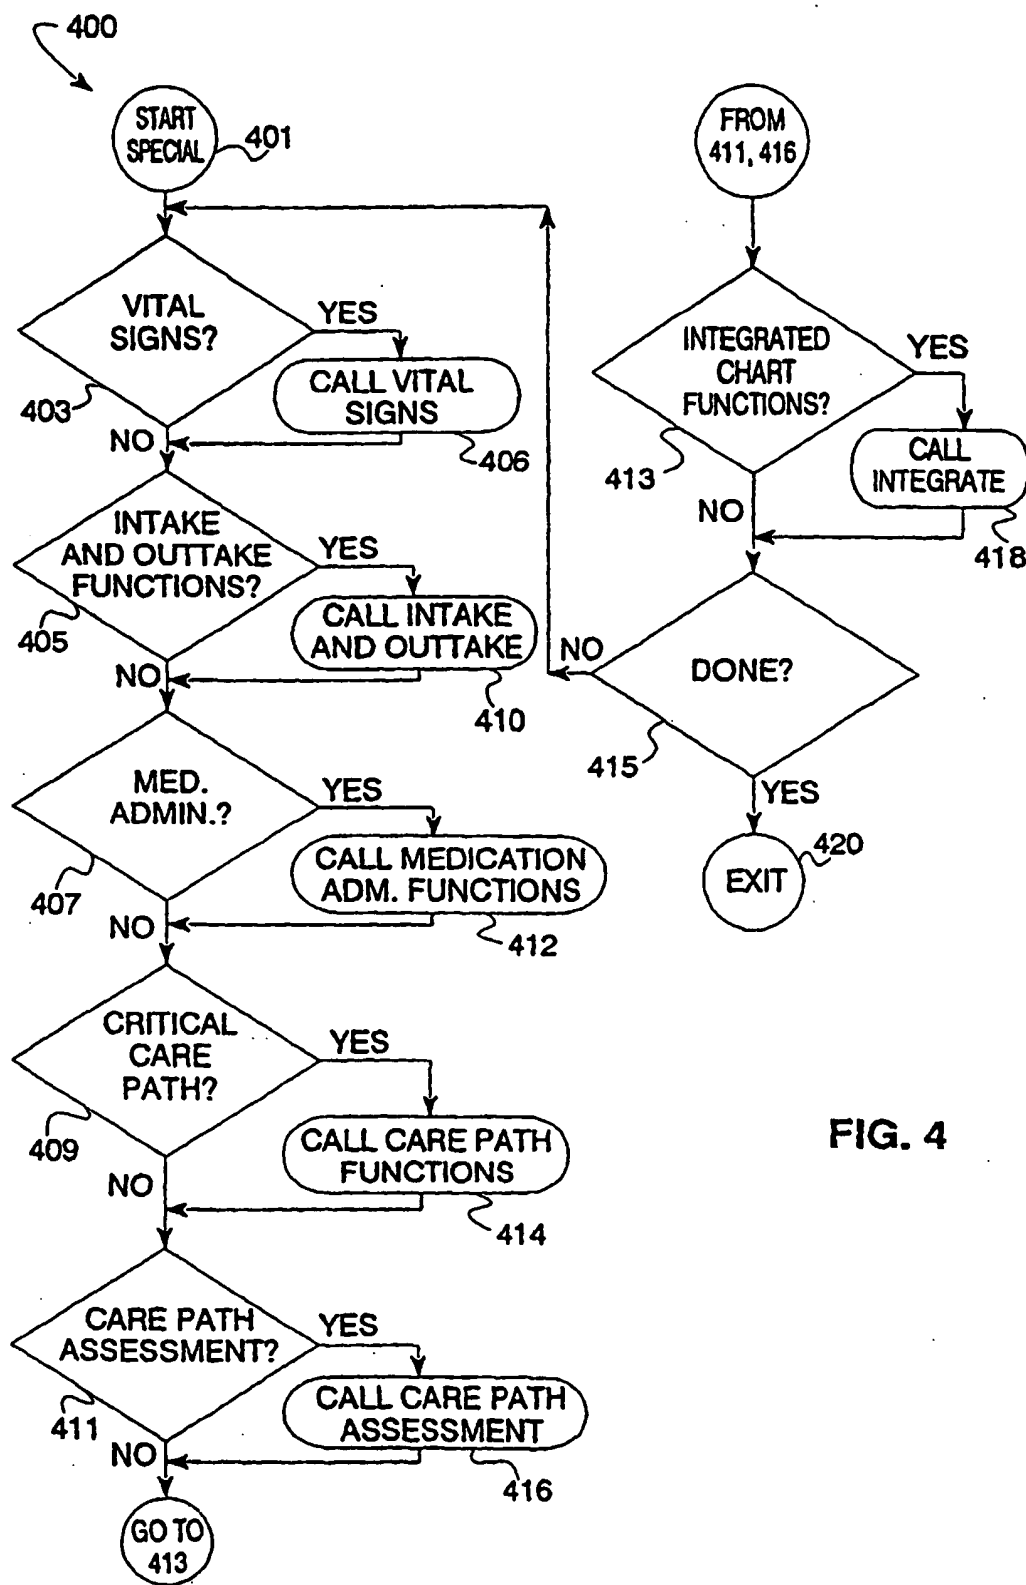 400
START
SPECIAL
401
VITAL
SIGNS?
YES
403
CALL VITAL
SIGNS
NO
406
INTAKE
AND OUTTAKE
FUNCTIONS?
YES
405
CALL INTAKE
AND OUTTAKE
NO
410
MED.
ADMIN.?
YES
407
CALL MEDICATION
ADM. FUNCTIONS
NO
412
CRITICAL
CARE
PATH?
YES
409
CALL CARE PATH
FUNCTIONS
NO
414
CARE PATH
ASSESSMENT?
YES
411
CALL CARE PATH
ASSESSMENT
NO
416
GO TO
413
FROM
411, 416
INTEGRATED
CHART
FUNCTIONS?
YES
413
CALL
INTEGRATE
NO
418
DONE?
NO
415
YES
EXIT
420
FIG. 4